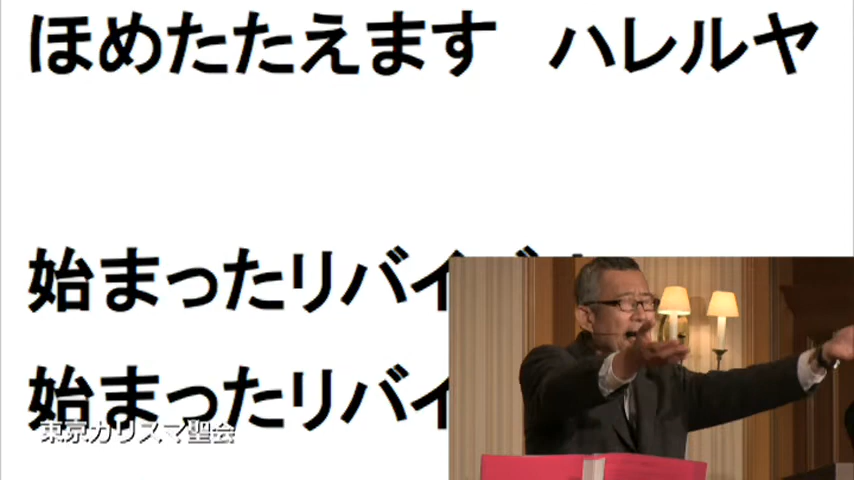 ほめたたえます　ハレルヤ
始まったリバイバ
始まったリバイ
東京カリスマ聖会